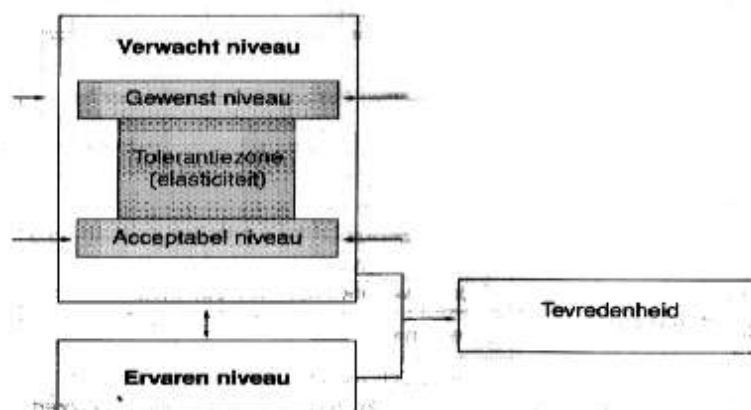 Verwacht niveau
Gewenst niveau
Tolerantiezone
(elasticiteit)
Acceptabel niveau
Tevredenheid
Ervaren niveau